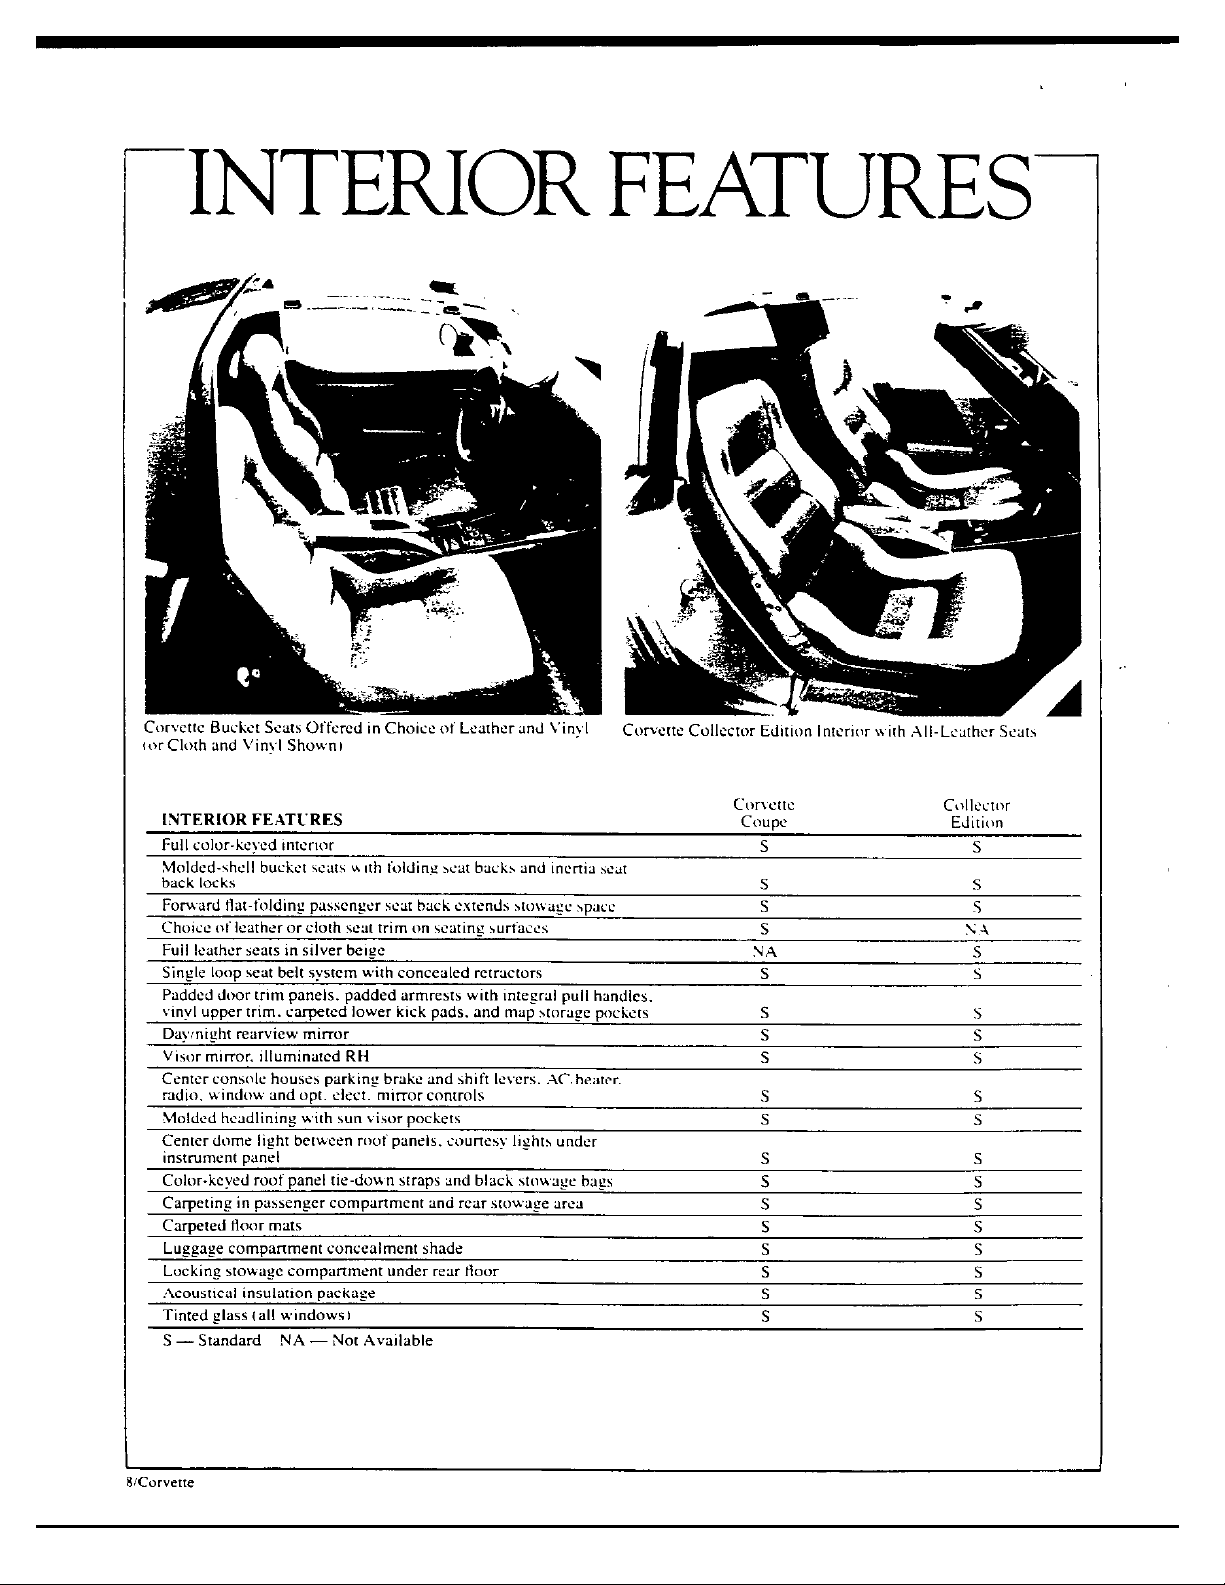 INTERIOR FEATURES
Corvette Bucket Seats Offered in Choice of Leather and Vinyl
(or Cloth and Vinyl Shown)
Corvette Collector Edition Interior with All-Leather Seats
INTERIOR FEATURES Corvette Coupe Collector Edition
Full color-keyed interior S S
Molded-shell bucket seats with folding seat backs and inertia seat
back locks S S
Forward flat-folding passenger seat back extends stowage space S S
Choice of leather or cloth seat trim on seating surfaces S NA
Full leather seats in silver beige NA S
Single loop seat belt system with concealed retractors S S
Padded door trim panels, padded armrests with integral pull handles,
vinyl upper trim, carpeted lower kick pads, and map storage pockets S S
Day/night rearview mirror S S
Visor mirror, illuminated RH S S
Center console houses parking brake and shift levers, AC, heater,
radio, window and opt. elect. mirror controls S S
Molded headlining with sun visor pockets S S
Center dome light between roof panels, courtesy lights under
instrument panel S S
Color-keyed roof panel tie-down straps and black stowage bags S S
Carpeting in passenger compartment and rear stowage area S S
Carpeted floor mats S S
Luggage compartment concealment shade S S
Locking stowage compartment under rear floor S S
Acoustical insulation package S S
Tinted glass (all windows) S S
S — Standard NA — Not Available
8/Corvette